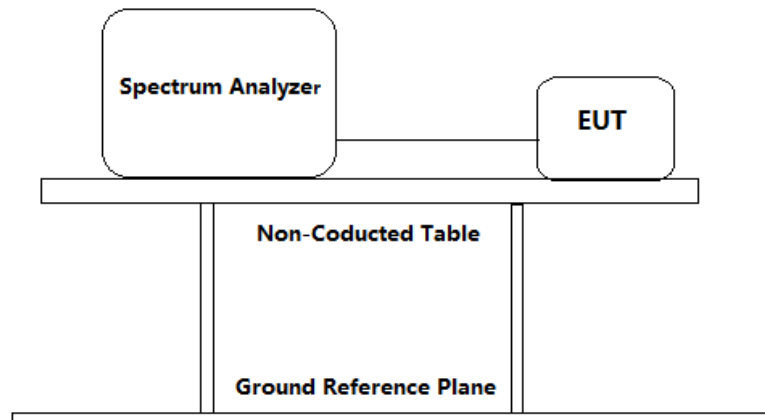 Spectrum Analyzer
EUT
Non-Coducted Table
Ground Reference Plane